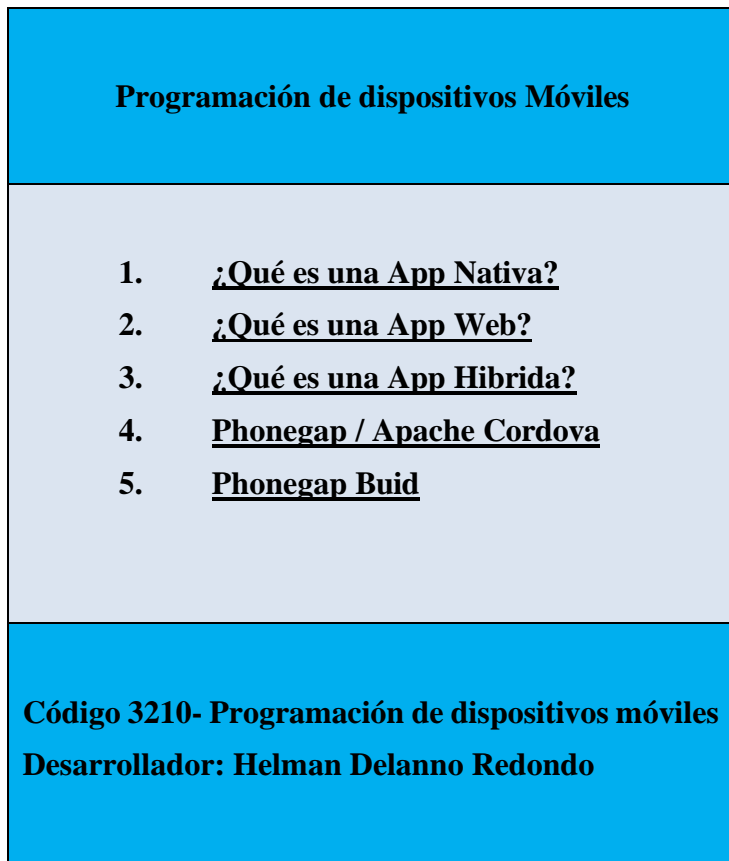 Programación de dispositivos Móviles
1. ¿Qué es una App Nativa?
2. ¿Qué es una App Web?
3. ¿Qué es una App Hibrida?
4. Phonegap / Apache Cordova
5. Phonegap Buid
Código 3210- Programación de dispositivos móviles
Desarrollador: Helman Delanno Redondo